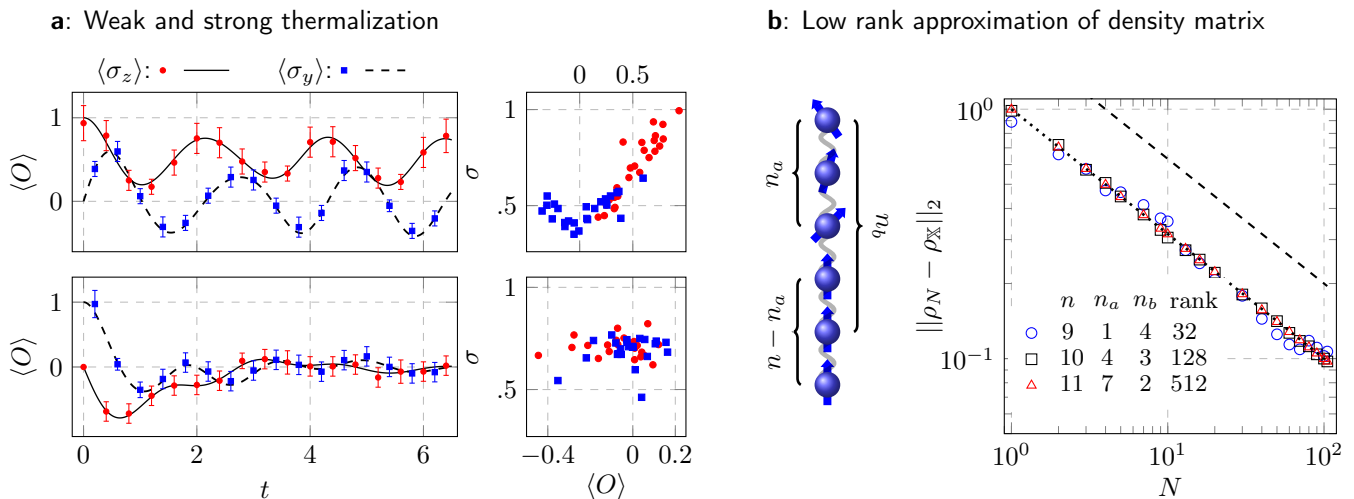 a: Weak and strong thermalization
⟨σz⟩: ⟨σy⟩:
0 0.5
1
0
⟨O⟩
1
.5
σ
1
0
⟨O⟩
0 2 4 6
t
1
.5
σ
−0.4 0 0.2
⟨O⟩
b: Low rank approximation of density matrix
na
n − na
nb
||ρN − ρ𝕏||2
10^0
10^−1
n na nb rank
9 1 4 32
10 4 3 128
11 7 2 512
10^0 10^1 10^2
N